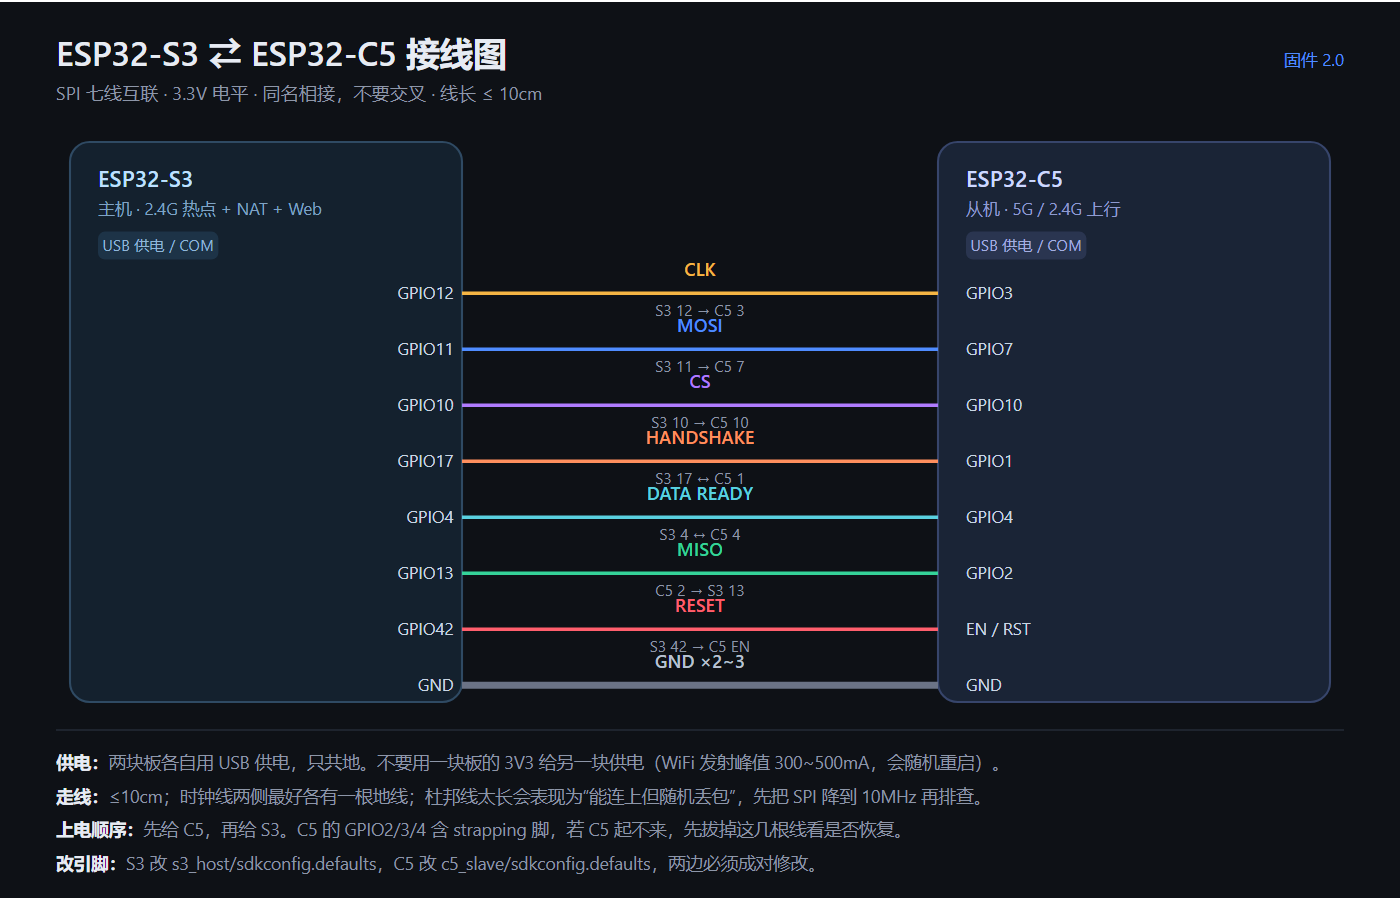 ESP32-S3 ⇄ ESP32-C5 接线图
固件 2.0
SPI 七线互联 · 3.3V 电平 · 同名相接，不要交叉 · 线长 ≤ 10cm
ESP32-S3
主机 · 2.4G 热点 + NAT + Web
USB 供电 / COM
ESP32-C5
从机 · 5G / 2.4G 上行
USB 供电 / COM
CLK
GPIO12
GPIO3
S3 12 → C5 3
MOSI
GPIO11
GPIO7
S3 11 → C5 7
CS
GPIO10
GPIO10
S3 10 → C5 10
HANDSHAKE
GPIO17
GPIO1
S3 17 ↔ C5 1
DATA READY
GPIO4
GPIO4
S3 4 ↔ C5 4
MISO
GPIO13
GPIO2
C5 2 → S3 13
RESET
GPIO42
EN / RST
S3 42 → C5 EN
GND ×2~3
GND
GND
供电：两块板各自用 USB 供电，只共地。不要用一块板的 3V3 给另一块供电（WiFi 发射峰值 300~500mA，会随机重启）。
走线：≤10cm；时钟线两侧最好各有一根地线；杜邦线太长会表现为“能连上但随机丢包”，先把 SPI 降到 10MHz 再排查。
上电顺序：先给 C5，再给 S3。C5 的 GPIO2/3/4 含 strapping 脚，若 C5 起不来，先拔掉这几根线看是否恢复。
改引脚：S3 改 s3_host/sdkconfig.defaults，C5 改 c5_slave/sdkconfig.defaults，两边必须成对修改。